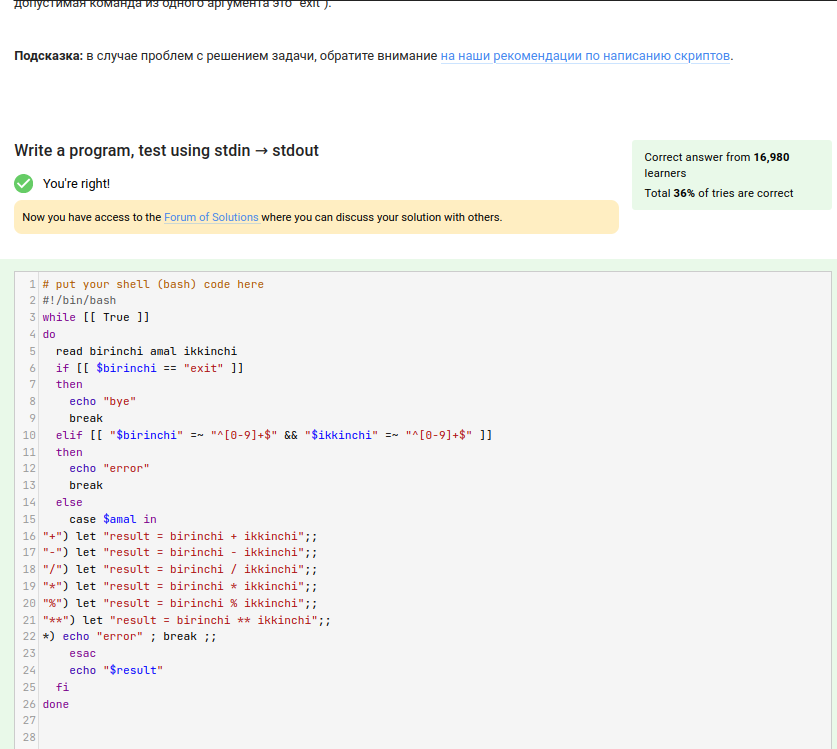 допустимая команда из одного аргумента это "exit").
Подсказка: в случае проблем с решением задачи, обратите внимание на наши рекомендации по написанию скриптов.
Write a program, test using stdin → stdout
You're right!
Now you have access to the Forum of Solutions where you can discuss your solution with others.
Correct answer from 16,980
learners
Total 36% of tries are correct
1 # put your shell (bash) code here
2 #!/bin/bash
3 while [[ True ]]
4 do
5   read birinchi amal ikkinchi
6   if [[ $birinchi == "exit" ]]
7   then
8     echo "bye"
9     break
10   elif [[ "$birinchi" =~ "^[0-9]+$" && "$ikkinchi" =~ "^[0-9]+$" ]]
11   then
12     echo "error"
13     break
14   else
15     case $amal in
16 "+") let "result = birinchi + ikkinchi";;
17 "-") let "result = birinchi - ikkinchi";;
18 "/") let "result = birinchi / ikkinchi";;
19 "*") let "result = birinchi * ikkinchi";;
20 "%") let "result = birinchi % ikkinchi";;
21 "**") let "result = birinchi ** ikkinchi";;
22 *) echo "error" ; break ;;
23     esac
24     echo "$result"
25   fi
26 done
27
28